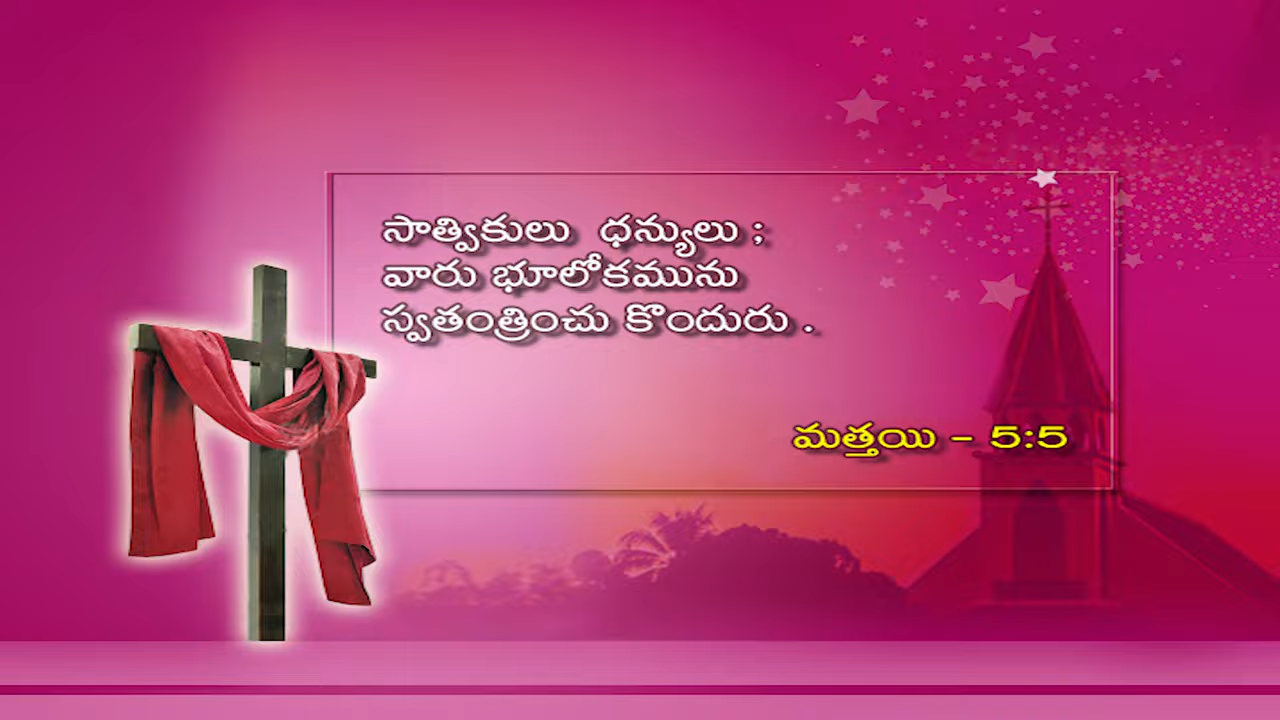 సాత్వికులు ధన్యులు ;
వారు భూలోకమును
స్వతంత్రించు కొందురు .
మత్తయి - 5:5